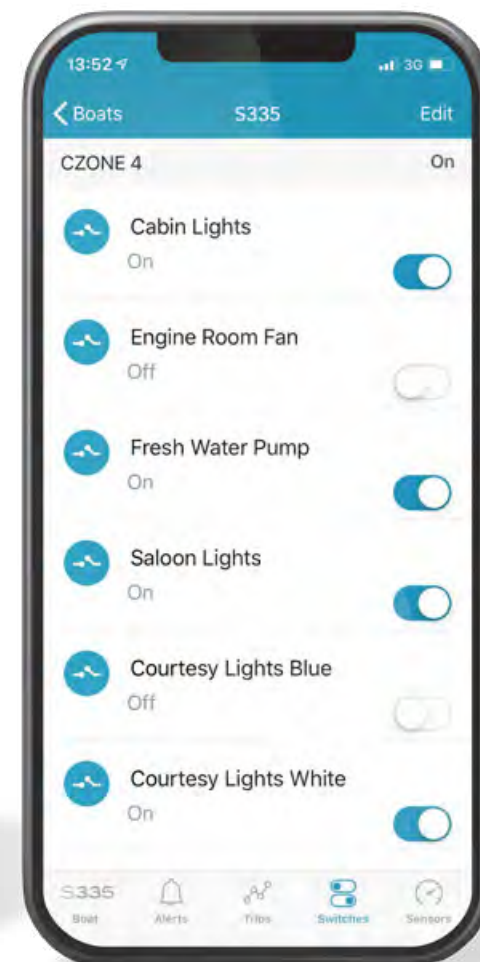 13:52 3G
Boats S335 Edit
CZONE 4 On
Cabin Lights
On
Engine Room Fan
Off
Fresh Water Pump
On
Saloon Lights
On
Courtesy Lights Blue
Off
Courtesy Lights White
On
S335
Boat Alerts Trips Switches Sensors